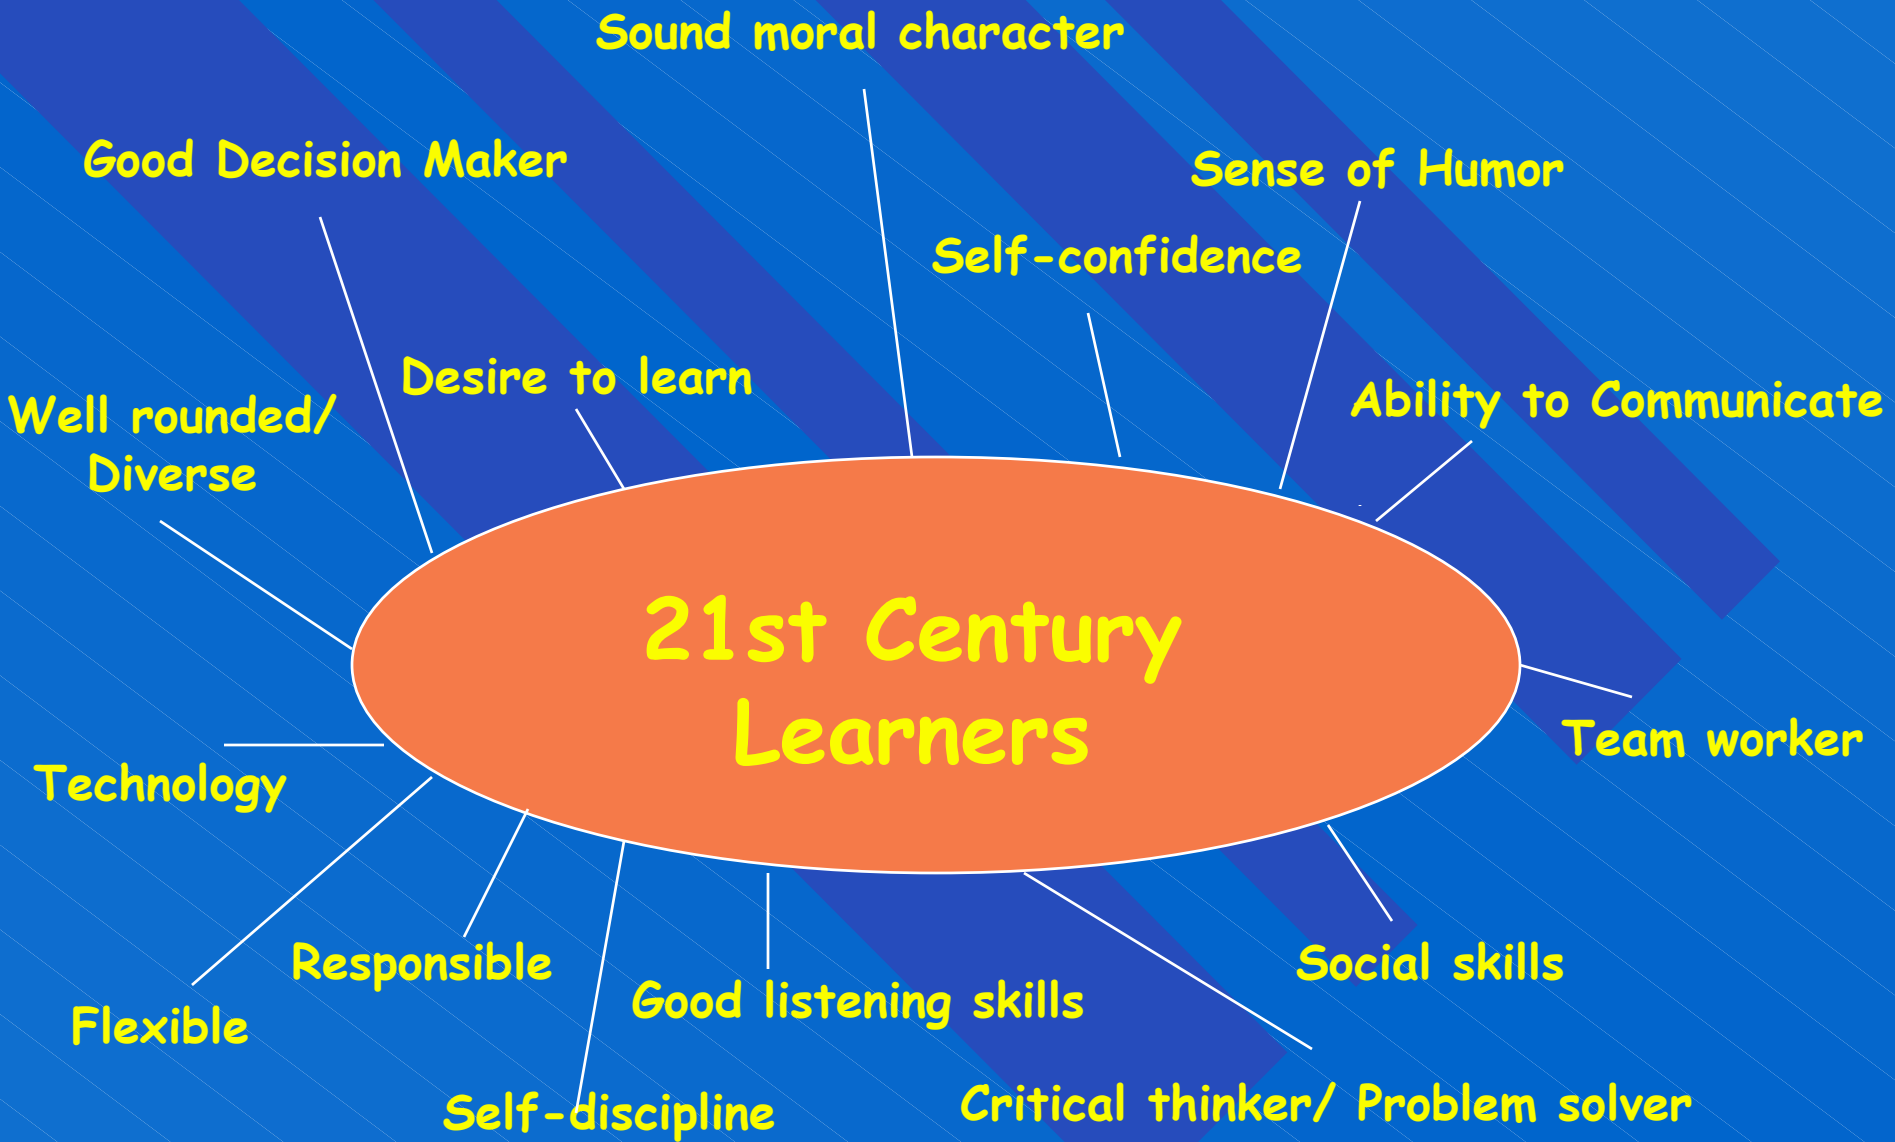 Sound moral character
Good Decision Maker
Sense of Humor
Self-confidence
Desire to learn
Ability to Communicate
Well rounded/
Diverse
21st Century
Learners
Team worker
Technology
Responsible
Social skills
Good listening skills
Flexible
Self-discipline
Critical thinker/ Problem solver